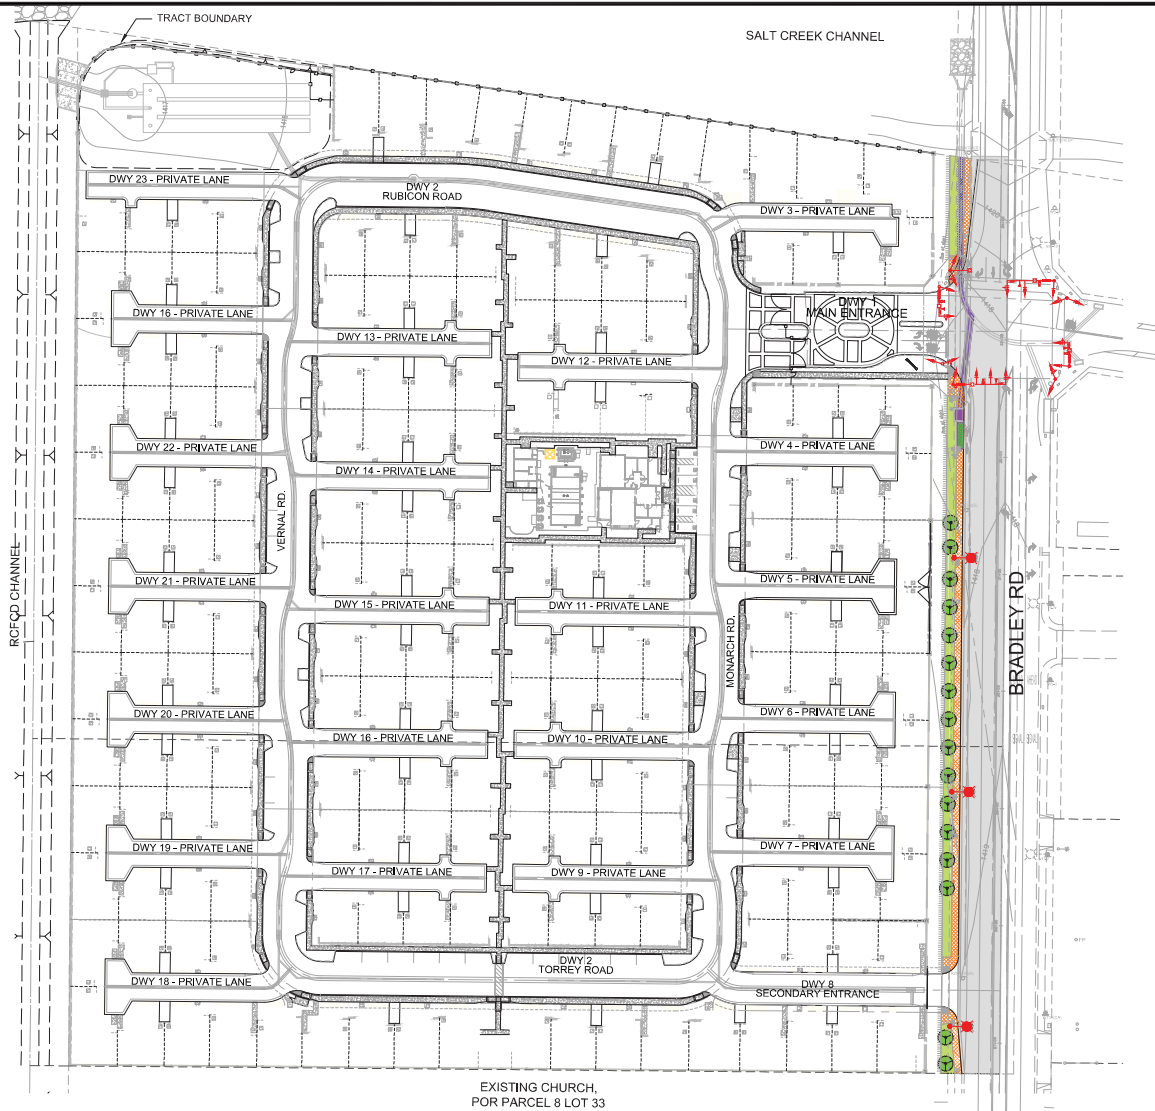 TRACT BOUNDARY
SALT CREEK CHANNEL
DWY 23 - PRIVATE LANE
DWY 2
RUBICON ROAD
DWY 3 - PRIVATE LANE
DWY 1
MAIN ENTRANCE
DWY 16 - PRIVATE LANE
DWY 13 - PRIVATE LANE
DWY 12 - PRIVATE LANE
DWY 22 - PRIVATE LANE
DWY 14 - PRIVATE LANE
DWY 4 - PRIVATE LANE
VERNAL RD.
RCFCD CHANNEL
DWY 21 - PRIVATE LANE
DWY 15 - PRIVATE LANE
DWY 11 - PRIVATE LANE
DWY 5 - PRIVATE LANE
MONARCH RD.
BRADLEY RD
DWY 20 - PRIVATE LANE
DWY 16 - PRIVATE LANE
DWY 10 - PRIVATE LANE
DWY 6 - PRIVATE LANE
DWY 19 - PRIVATE LANE
DWY 17 - PRIVATE LANE
DWY 9 - PRIVATE LANE
DWY 7 - PRIVATE LANE
DWY 18 - PRIVATE LANE
DWY 2
TORREY ROAD
DWY 8
SECONDARY ENTRANCE
EXISTING CHURCH,
POR PARCEL 8 LOT 33